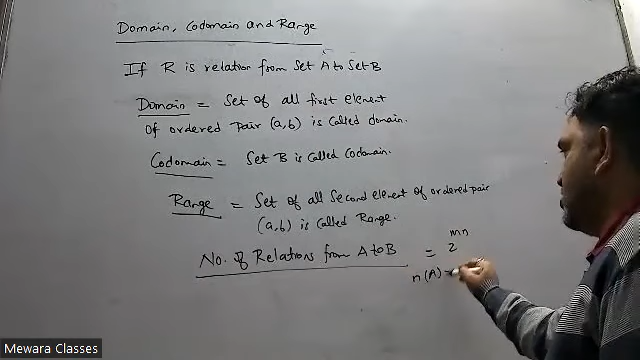 Domain, Codomain and Range
If R is relation from Set A to Set B
Domain = Set of all first element
of ordered pair (a,b) is called domain.
Codomain = Set B is called Codomain.
Range = Set of all Second element of ordered pair
(a,b) is called Range.
No. of Relations from A to B = 2^mn
n(A) =
Mewara Classes